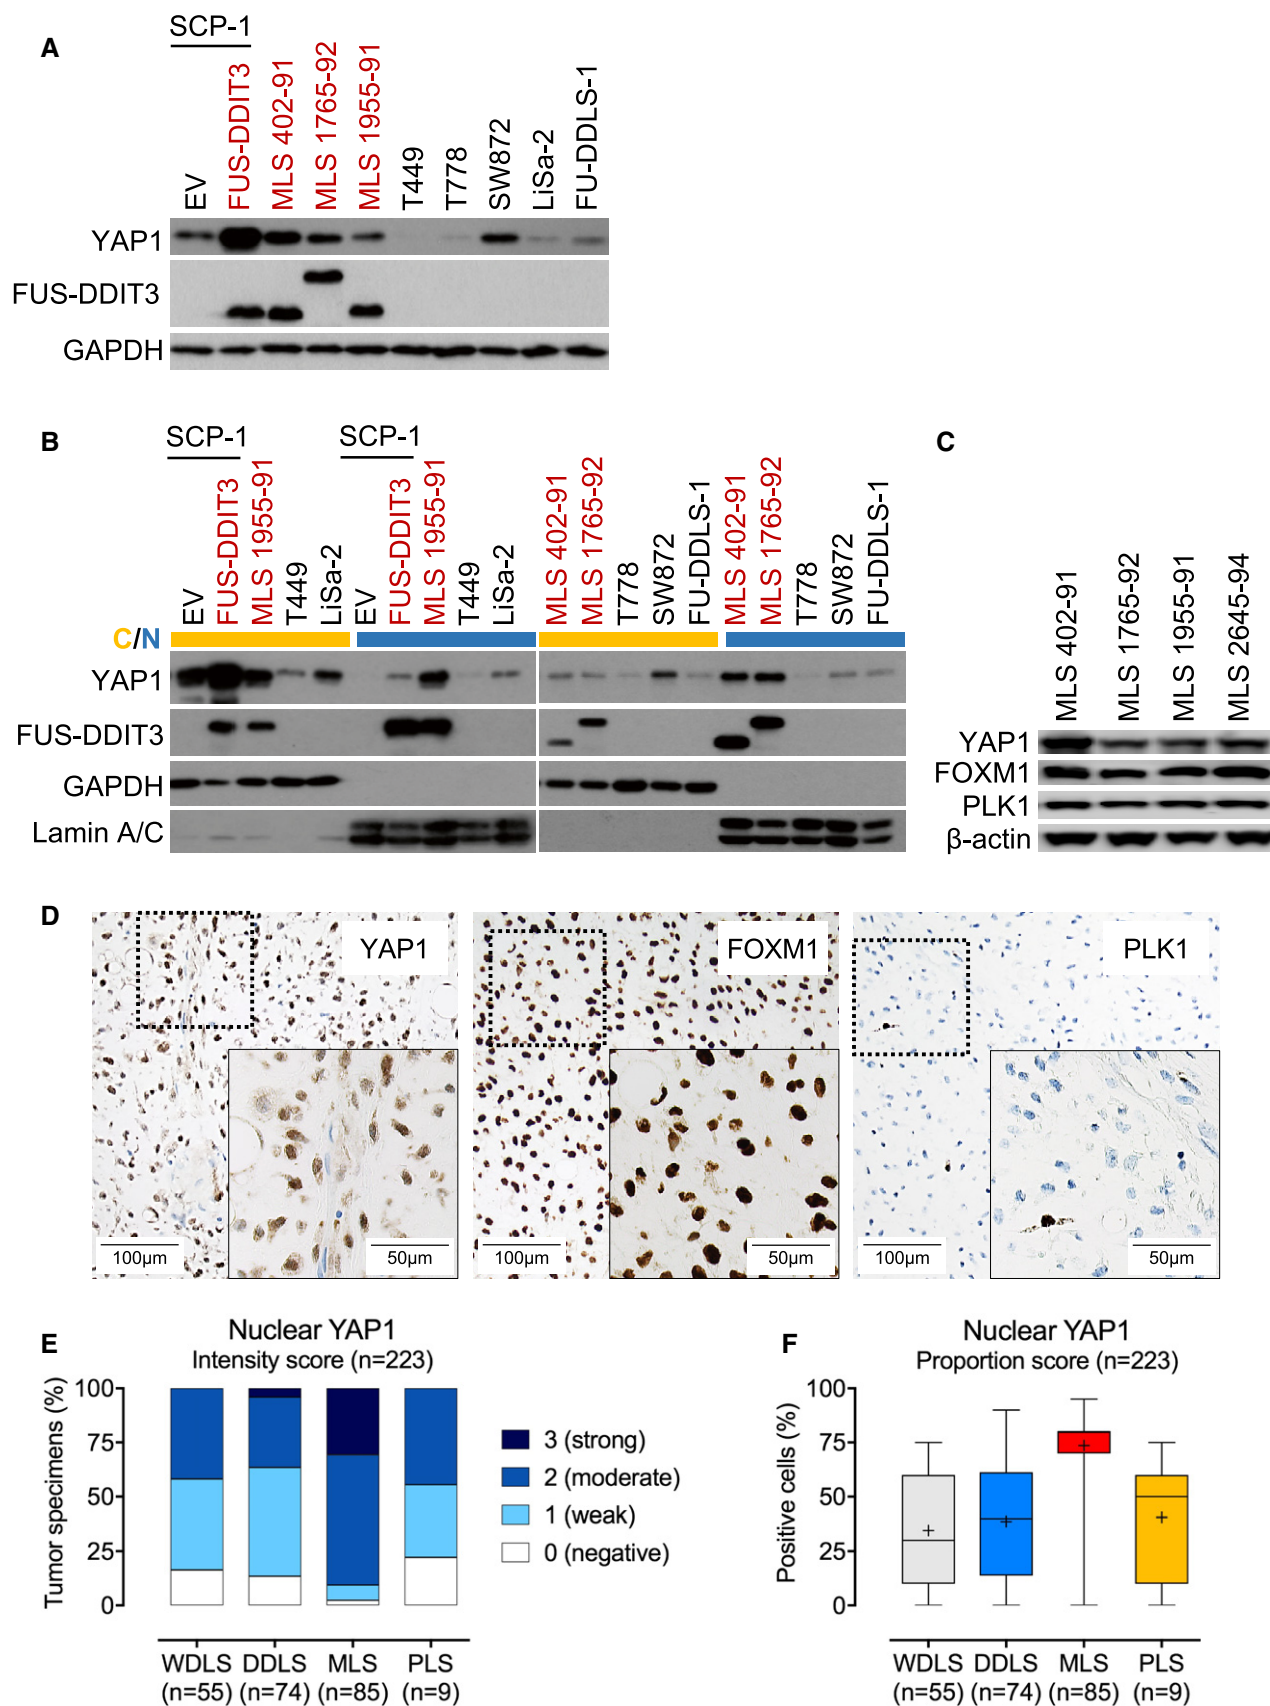 A
SCP-1
EV
FUS-DDIT3
MLS 402-91
MLS 1765-92
MLS 1955-91
T449
T778
SW872
LiSa-2
FU-DDLS-1
YAP1
FUS-DDIT3
GAPDH
B
SCP-1
SCP-1
EV
FUS-DDIT3
MLS 1955-91
T449
LiSa-2
EV
FUS-DDIT3
MLS 1955-91
T449
LiSa-2
MLS 402-91
MLS 1765-92
T778
SW872
FU-DDLS-1
MLS 402-91
MLS 1765-92
T778
SW872
FU-DDLS-1
C/N
YAP1
FUS-DDIT3
GAPDH
Lamin A/C
C
MLS 402-91
MLS 1765-92
MLS 1955-91
MLS 2645-94
YAP1
FOXM1
PLK1
β-actin
D
YAP1
100µm
50µm
FOXM1
100µm
50µm
PLK1
100µm
50µm
E
Nuclear YAP1
Intensity score (n=223)
Tumor specimens (%)
100
75
50
25
0
WDLS
(n=55)
DDLS
(n=74)
MLS
(n=85)
PLS
(n=9)
3 (strong)
2 (moderate)
1 (weak)
0 (negative)
F
Nuclear YAP1
Proportion score (n=223)
Positive cells (%)
100
75
50
25
0
WDLS
(n=55)
DDLS
(n=74)
MLS
(n=85)
PLS
(n=9)